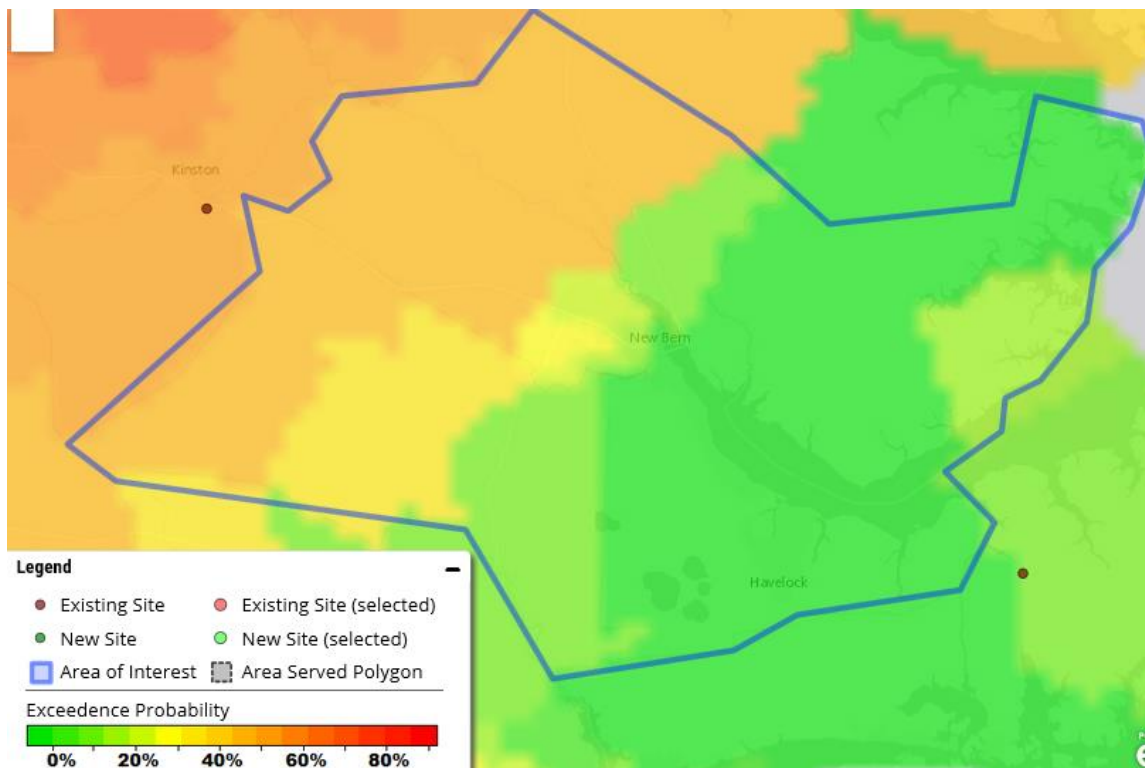 Kinston
New Bern
Havelock
Legend
Existing Site
Existing Site (selected)
New Site
New Site (selected)
Area of Interest
Area Served Polygon
Exceedence Probability
0% 20% 40% 60% 80%